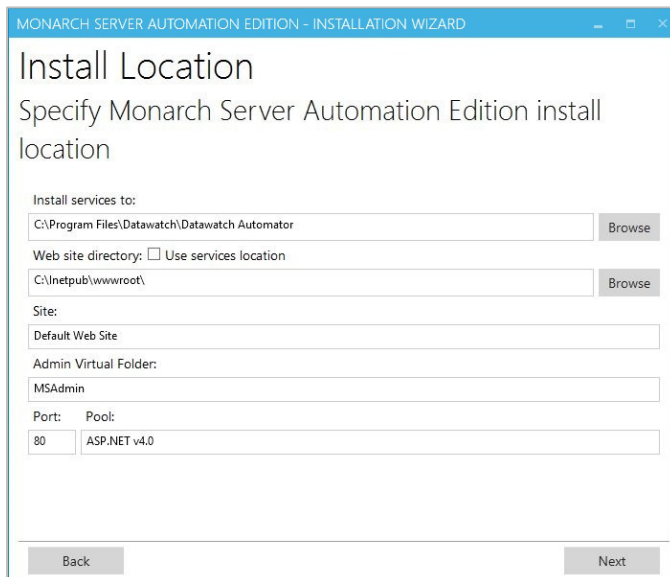 MONARCH SERVER AUTOMATION EDITION - INSTALLATION WIZARD
Install Location
Specify Monarch Server Automation Edition install
location
Install services to:
C:\Program Files\Datawatch\Datawatch Automator
Browse
Web site directory: Use services location
C:\Inetpub\wwwroot\
Browse
Site:
Default Web Site
Admin Virtual Folder:
MSAdmin
Port: Pool:
80 ASP.NET v4.0
Back Next